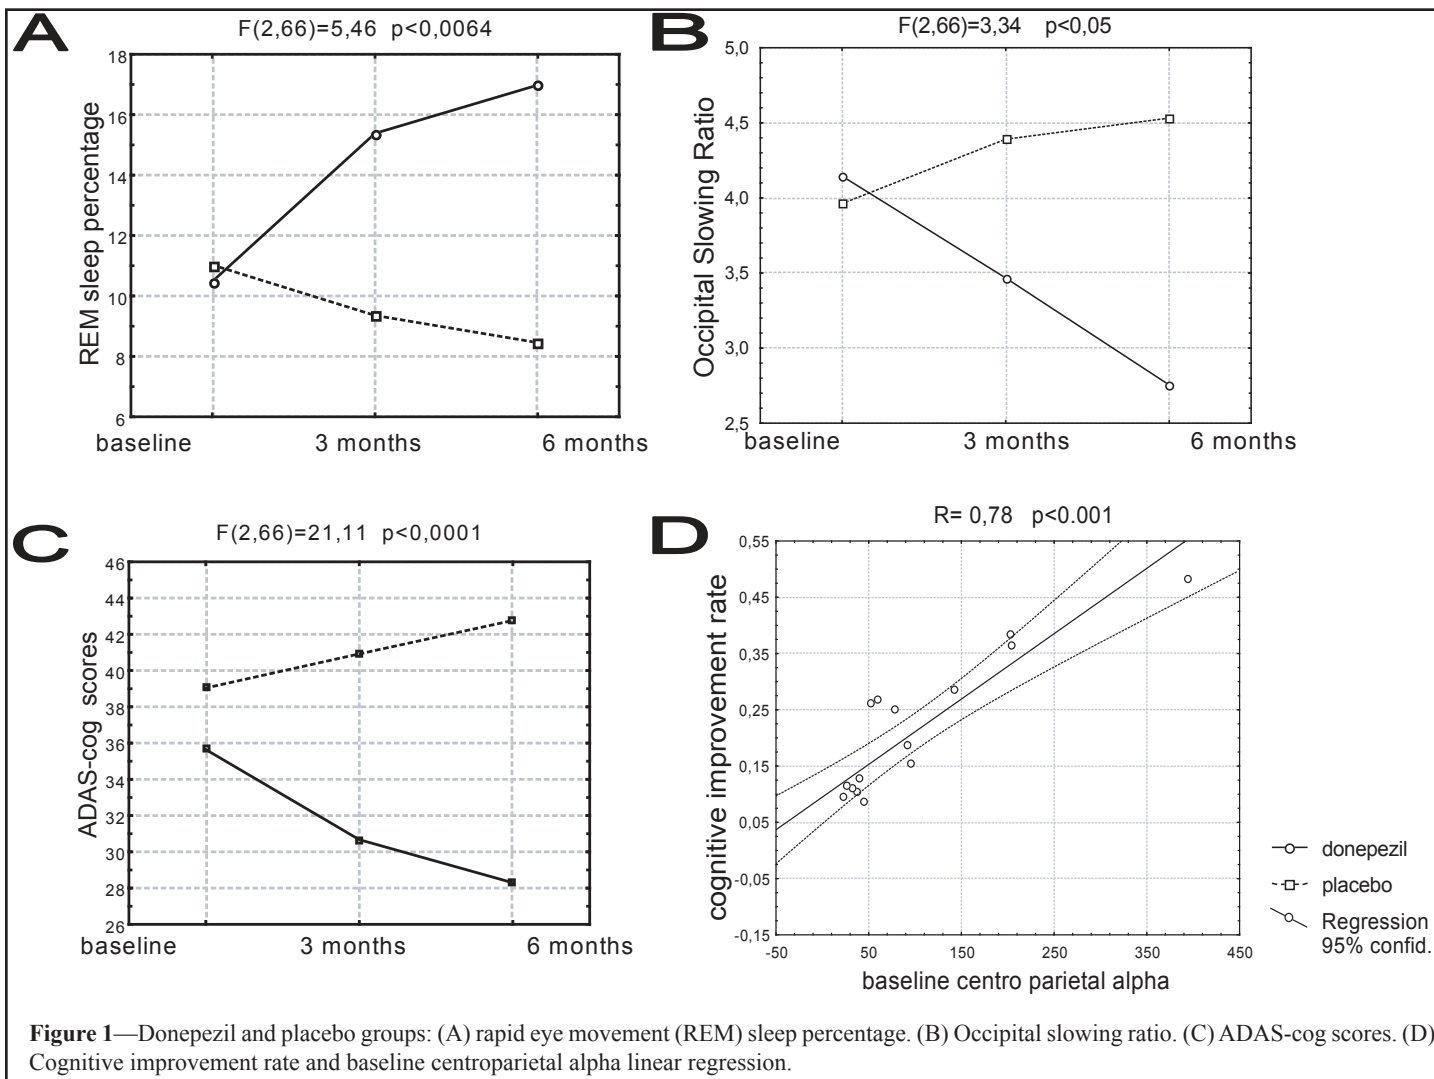 A
F(2,66)=5,46 p<0,0064
REM sleep percentage
18
16
14
12
10
8
6
baseline 3 months 6 months
B
F(2,66)=3,34 p<0,05
Occipital Slowing Ratio
5,0
4,5
4,0
3,5
3,0
2,5
baseline 3 months 6 months
C
F(2,66)=21,11 p<0,0001
ADAS-cog scores
46
44
42
40
38
36
34
32
30
28
26
baseline 3 months 6 months
D
R= 0,78 p<0.001
cognitive improvement rate
0,55
0,45
0,35
0,25
0,15
0,05
-0,05
-0,15
-50 50 150 250 350 450
baseline centro parietal alpha
donepezil
placebo
Regression
95% confid.
Figure 1—Donepezil and placebo groups: (A) rapid eye movement (REM) sleep percentage. (B) Occipital slowing ratio. (C) ADAS-cog scores. (D)
Cognitive improvement rate and baseline centroparietal alpha linear regression.